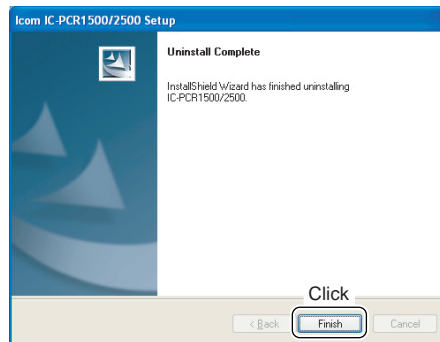 Icom IC-PCR1500/2500 Setup
Uninstall Complete
InstallShield Wizard has finished uninstalling
IC-PCR1500/2500.
Click
< Back Finish Cancel